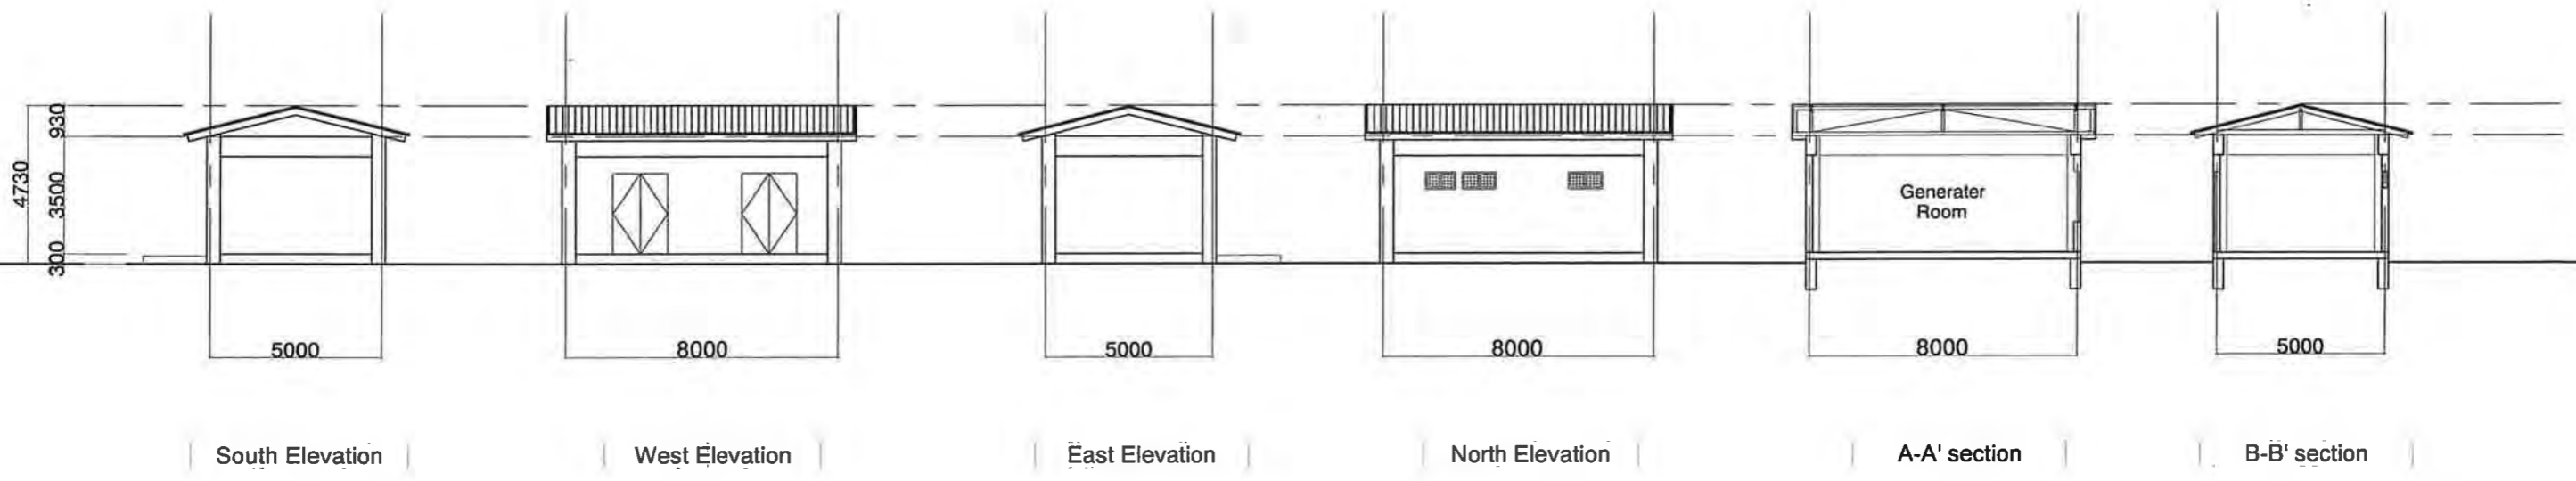 930
4730
3500
300
Generater
Room
5000
8000
5000
8000
8000
5000
South Elevation
West Elevation
East Elevation
North Elevation
A-A' section
B-B' section